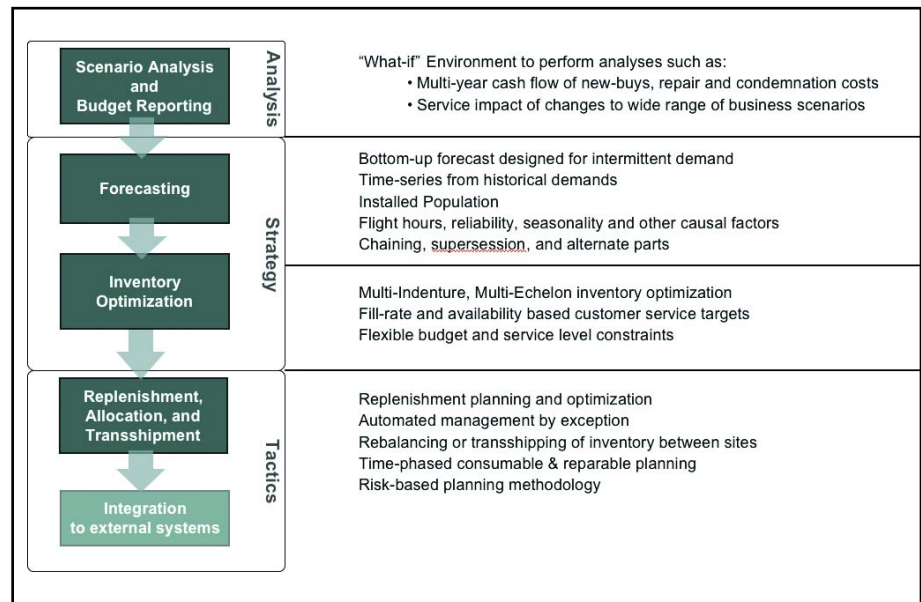 Scenario Analysis
and
Budget Reporting
Analysis
“What-if” Environment to perform analyses such as:
• Multi-year cash flow of new-buys, repair and condemnation costs
• Service impact of changes to wide range of business scenarios
Forecasting
Inventory
Optimization
Strategy
Bottom-up forecast designed for intermittent demand
Time-series from historical demands
Installed Population
Flight hours, reliability, seasonality and other causal factors
Chaining, supersession, and alternate parts
Multi-Indenture, Multi-Echelon inventory optimization
Fill-rate and availability based customer service targets
Flexible budget and service level constraints
Replenishment,
Allocation, and
Transshipment
Integration
to external systems
Tactics
Replenishment planning and optimization
Automated management by exception
Rebalancing or transshipping of inventory between sites
Time-phased consumable & reparable planning
Risk-based planning methodology